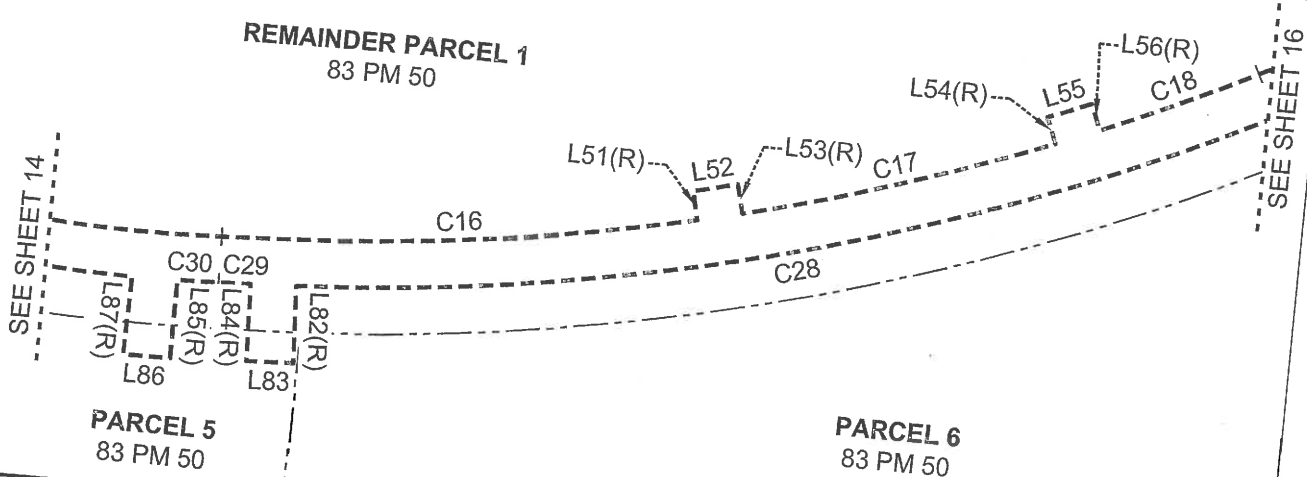 REMAINDER PARCEL 1
83 PM 50
SEE SHEET 14
SEE SHEET 16
L51(R)
L52
L53(R)
L54(R)
L55
L56(R)
C16
C17
C18
C30
C29
C28
L87(R)
L86
L85(R)
L84(R)
L83
L82(R)
PARCEL 5
83 PM 50
PARCEL 6
83 PM 50